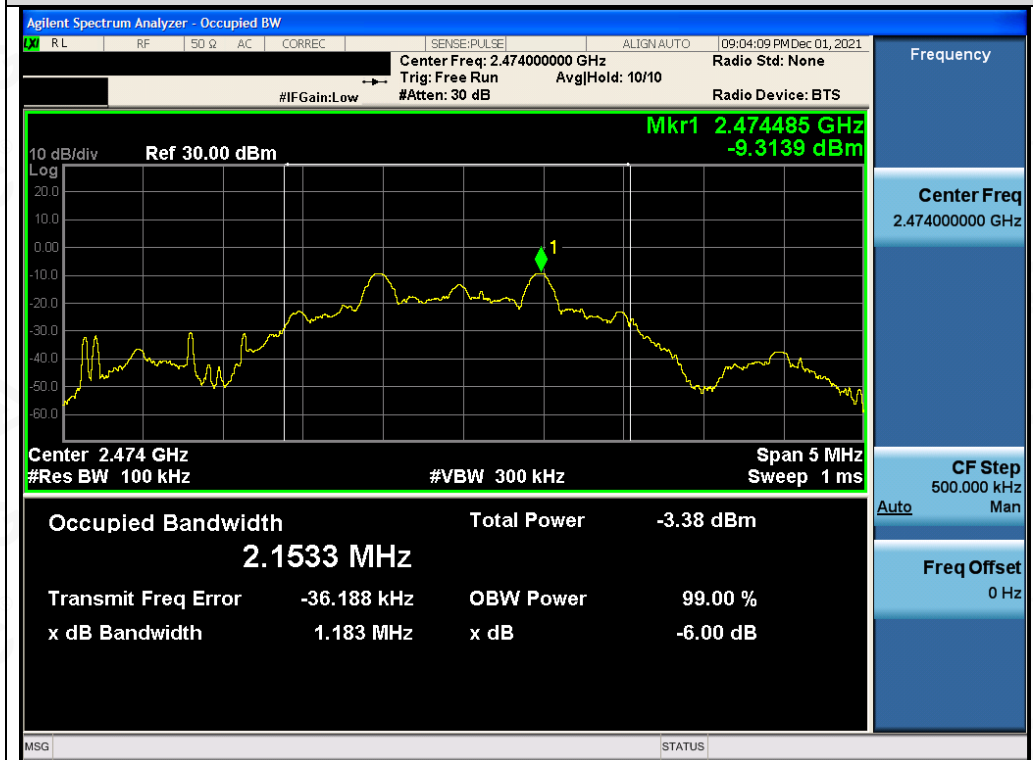 Agilent Spectrum Analyzer - Occupied BW
LXI RL RF 50 Ω AC CORREC SENSE:PULSE ALIGNAUTO 09:04:09 PMDec 01, 2021
Center Freq: 2.474000000 GHz Radio Std: None
Trig: Free Run Avg|Hold: 10/10
#IFGain:Low #Atten: 30 dB Radio Device: BTS
Mkr1 2.474485 GHz
-9.3139 dBm
10 dB/div Ref 30.00 dBm
Log
20.0
10.0
0.00
-10.0
-20.0
-30.0
-40.0
-50.0
-60.0
1
Center 2.474 GHz Span 5 MHz
#Res BW 100 kHz #VBW 300 kHz Sweep 1 ms
Occupied Bandwidth Total Power -3.38 dBm
2.1533 MHz
Transmit Freq Error -36.188 kHz OBW Power 99.00 %
x dB Bandwidth 1.183 MHz x dB -6.00 dB
MSG STATUS
Frequency
Center Freq
2.474000000 GHz
CF Step
500.000 kHz
Auto Man
Freq Offset
0 Hz